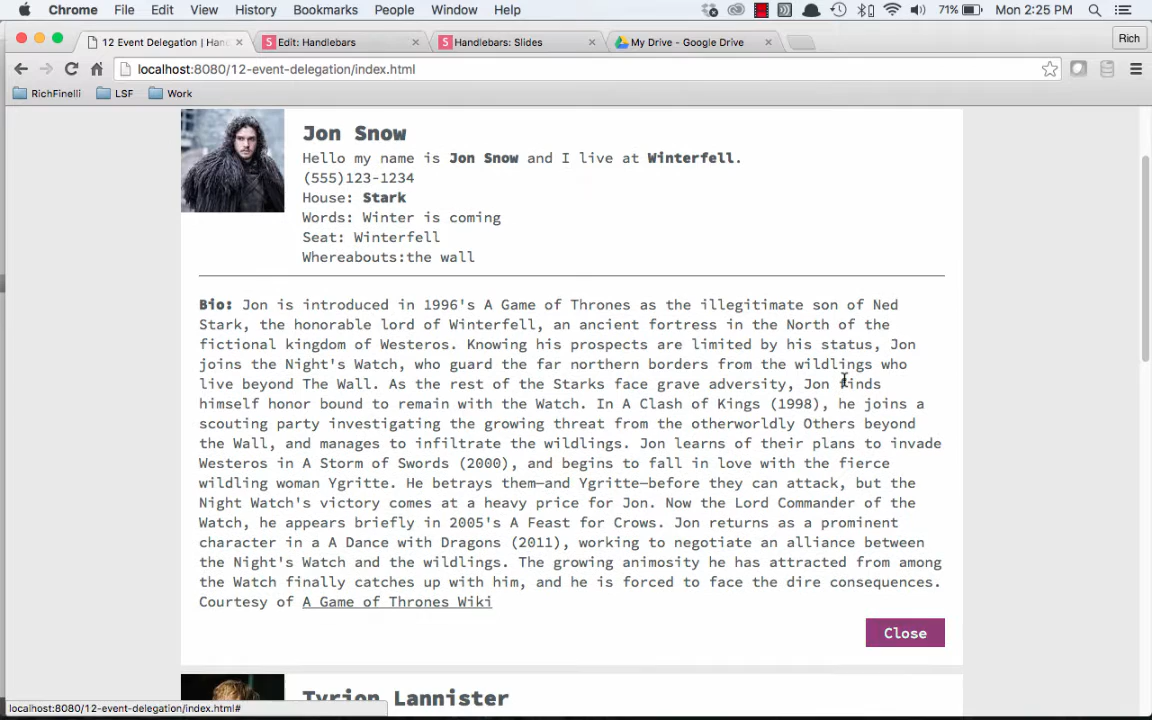 Chrome File Edit View History Bookmarks People Window Help 71% Mon 2:25 PM
12 Event Delegation | Han
Edit: Handlebars
Handlebars: Slides
My Drive - Google Drive
Rich
localhost:8080/12-event-delegation/index.html
RichFinelli LSF Work
Jon Snow
Hello my name is Jon Snow and I live at Winterfell.
(555)123-1234
House: Stark
Words: Winter is coming
Seat: Winterfell
Whereabouts:the wall
Bio: Jon is introduced in 1996's A Game of Thrones as the illegitimate son of Ned
Stark, the honorable lord of Winterfell, an ancient fortress in the North of the
fictional kingdom of Westeros. Knowing his prospects are limited by his status, Jon
joins the Night's Watch, who guard the far northern borders from the wildlings who
live beyond The Wall. As the rest of the Starks face grave adversity, Jon finds
himself honor bound to remain with the Watch. In A Clash of Kings (1998), he joins a
scouting party investigating the growing threat from the otherworldly Others beyond
the Wall, and manages to infiltrate the wildlings. Jon learns of their plans to invade
Westeros in A Storm of Swords (2000), and begins to fall in love with the fierce
wildling woman Ygritte. He betrays them—and Ygritte—before they can attack, but the
Night Watch's victory comes at a heavy price for Jon. Now the Lord Commander of the
Watch, he appears briefly in 2005's A Feast for Crows. Jon returns as a prominent
character in a A Dance with Dragons (2011), working to negotiate an alliance between
the Night's Watch and the wildlings. The growing animosity he has attracted from among
the Watch finally catches up with him, and he is forced to face the dire consequences.
Courtesy of A Game of Thrones Wiki
Close
Tyrion Lannister
localhost:8080/12-event-delegation/index.html#